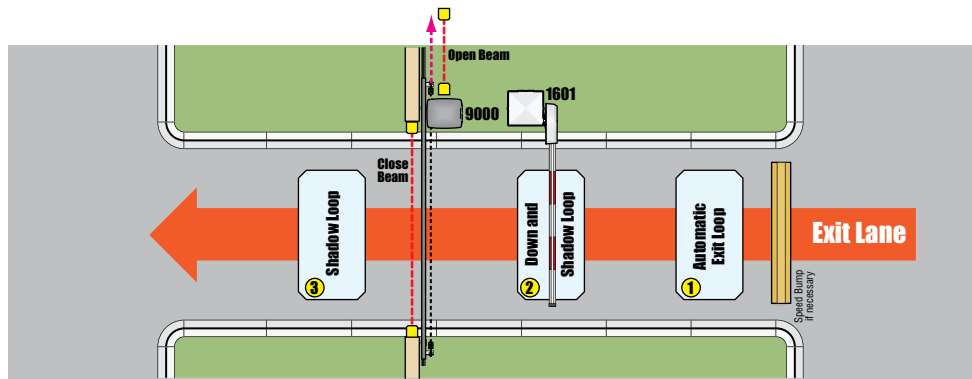 Open Beam
9000
1601
Close
Beam
Shadow Loop
3
Down and
Shadow Loop
2
Automatic
Exit Loop
1
Exit Lane
Speed Bump
if necessary